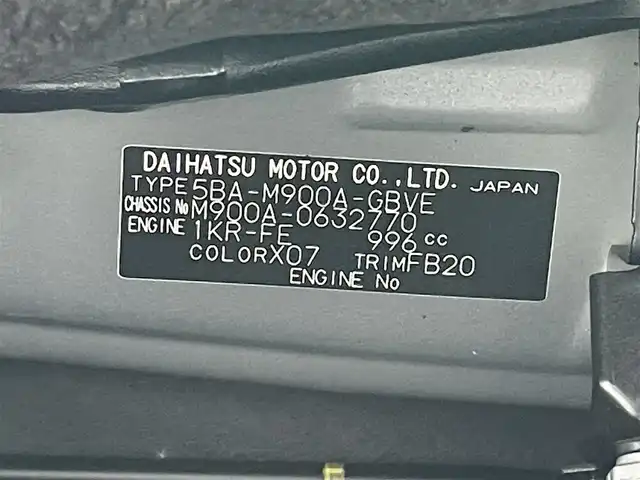 DAIHATSU MOTOR CO.,LTD. JAPAN
TYPE 5BA-M900A-GBVE
CHASSIS No M900A-0632770
ENGINE 1KR-FE 996 cc
COLOR X07 TRIM FB20
ENGINE No